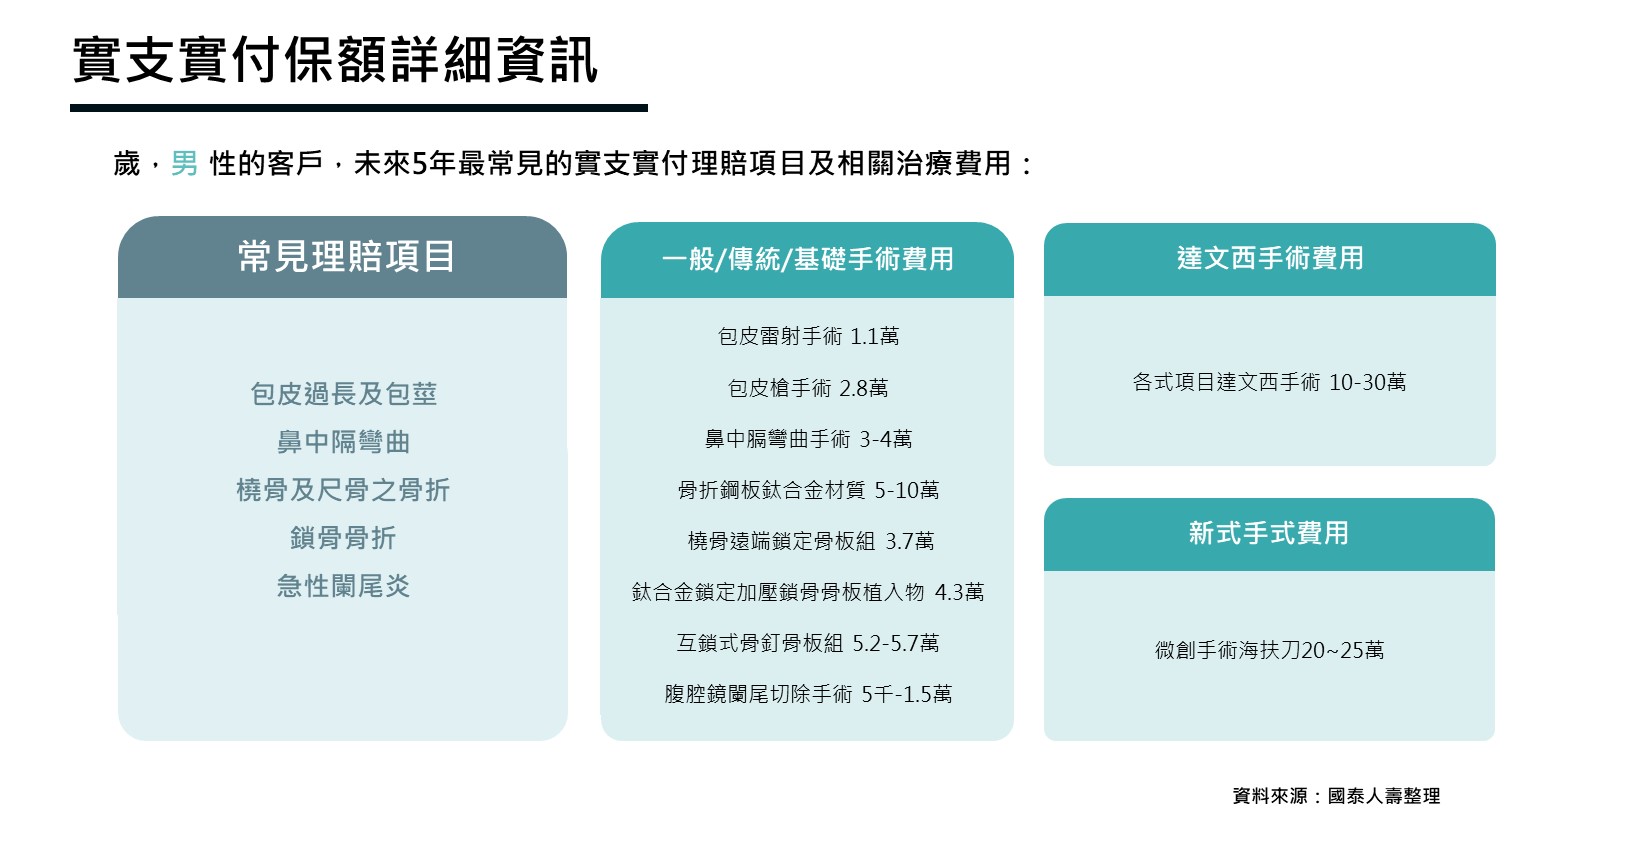 實支實付保額詳細資訊
歲，男 性的客戶，未來5年最常見的實支實付理賠項目及相關治療費用：
常見理賠項目
包皮過長及包莖
鼻中隔彎曲
橈骨及尺骨之骨折
鎖骨骨折
急性闌尾炎
一般/傳統/基礎手術費用
包皮雷射手術 1.1萬
包皮槍手術 2.8萬
鼻中膈彎曲手術 3-4萬
骨折鋼板鈦合金材質 5-10萬
橈骨遠端鎖定骨板組 3.7萬
鈦合金鎖定加壓鎖骨骨板植入物 4.3萬
互鎖式骨釘骨板組 5.2-5.7萬
腹腔鏡闌尾切除手術 5千-1.5萬
達文西手術費用
各式項目達文西手術 10-30萬
新式手式費用
微創手術海扶刀20~25萬
資料來源：國泰人壽整理